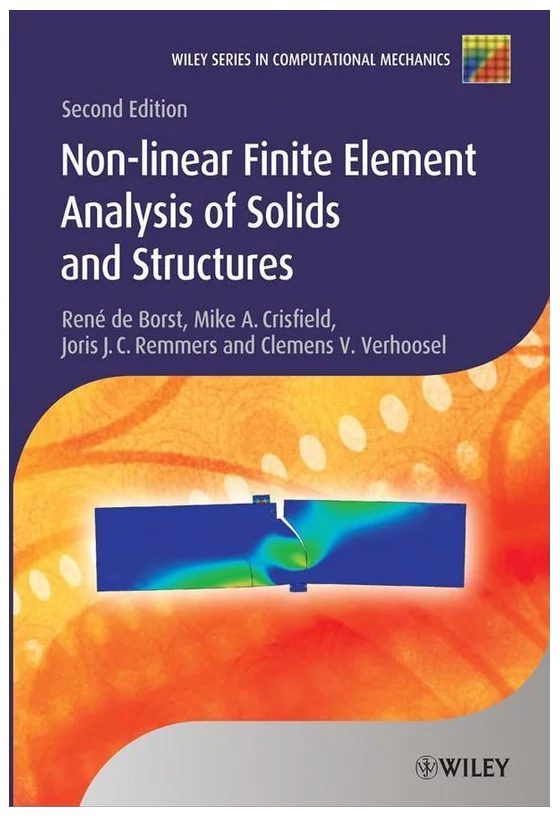 WILEY SERIES IN COMPUTATIONAL MECHANICS
Second Edition
Non-linear Finite Element
Analysis of Solids
and Structures
René de Borst, Mike A. Crisfield,
Joris J. C. Remmers and Clemens V. Verhoosel
WILEY